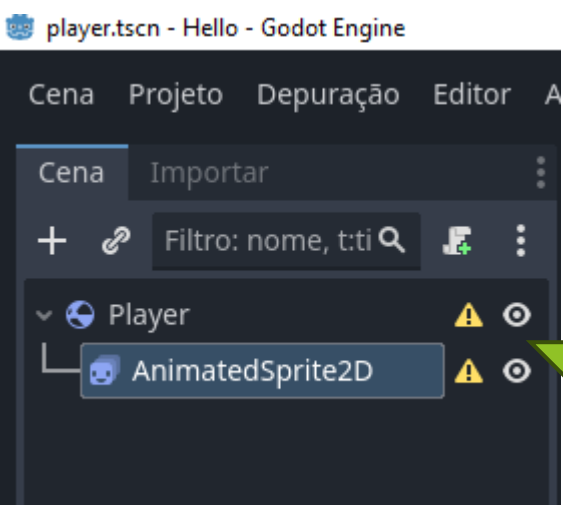 player.tscn - Hello - Godot Engine
Cena Projeto Depuração Editor A
Cena Importar
Filtro: nome, t:ti
Player
AnimatedSprite2D